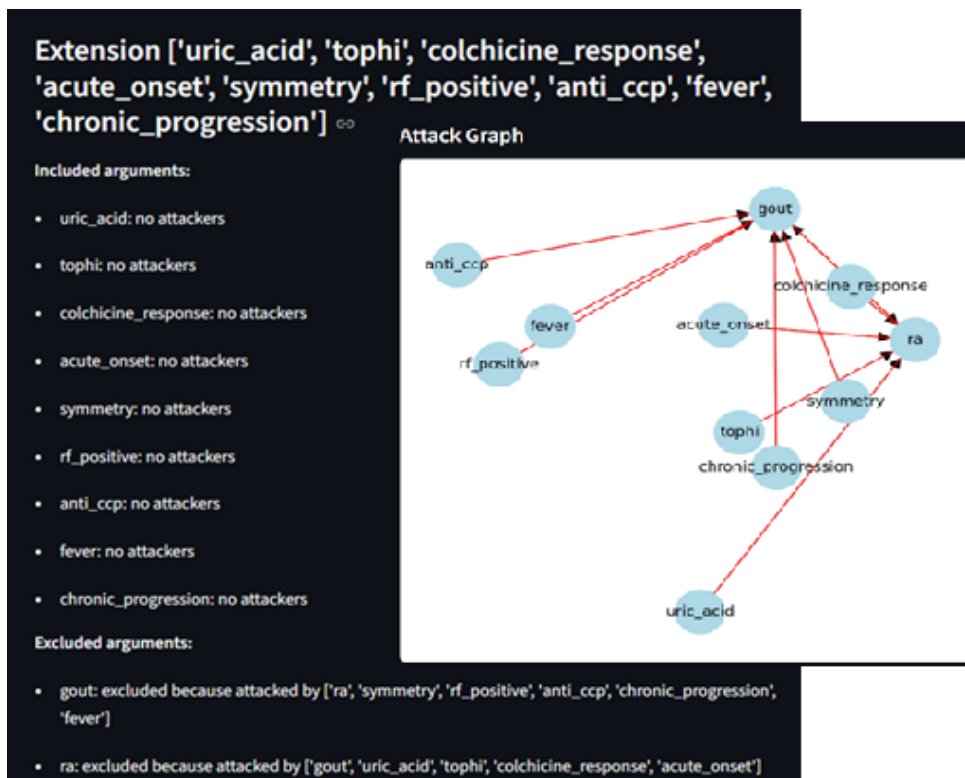 Extension ['uric_acid', 'tophi', 'colchicine_response',
'acute_onset', 'symmetry', 'rf_positive', 'anti_ccp', 'fever',
'chronic_progression']
Included arguments:
• uric_acid: no attackers
• tophi: no attackers
• colchicine_response: no attackers
• acute_onset: no attackers
• symmetry: no attackers
• rf_positive: no attackers
• anti_ccp: no attackers
• fever: no attackers
• chronic_progression: no attackers
Excluded arguments:
• gout: excluded because attacked by ['ra', 'symmetry', 'rf_positive', 'anti_ccp', 'chronic_progression',
'fever']
• ra: excluded because attacked by ['gout', 'uric_acid', 'tophi', 'colchicine_response', 'acute_onset']
Attack Graph
gout
anti_ccp
colchicine_response
fever
acute_onset
ra
rf_positive
symmetry
tophi
chronic_progression
uric_acid